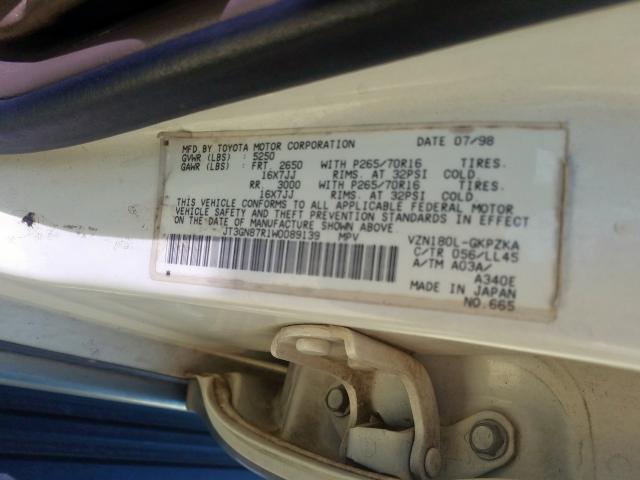 MFD. BY TOYOTA MOTOR CORPORATION DATE 07/98
GVWR (LBS) : 5250
GAWR (LBS) : FRT 2650 WITH P265/70R16 TIRES.
16X7JJ RIMS. AT 32PSI COLD.
RR. 3000 WITH P265/70R16 TIRES.
16X7JJ RIMS. AT 32PSI COLD.
THIS VEHICLE CONFORMS TO ALL APPLICABLE FEDERAL MOTOR
VEHICLE SAFETY AND THEFT PREVENTION STANDARDS IN EFFECT
ON THE DATE OF MANUFACTURE SHOWN ABOVE.
JT3GN87R1W0089139 MPV VZN180L-GKPZKA
C/TR 056/LL45
A/TM A03A/
A340E
MADE IN JAPAN
NO.665